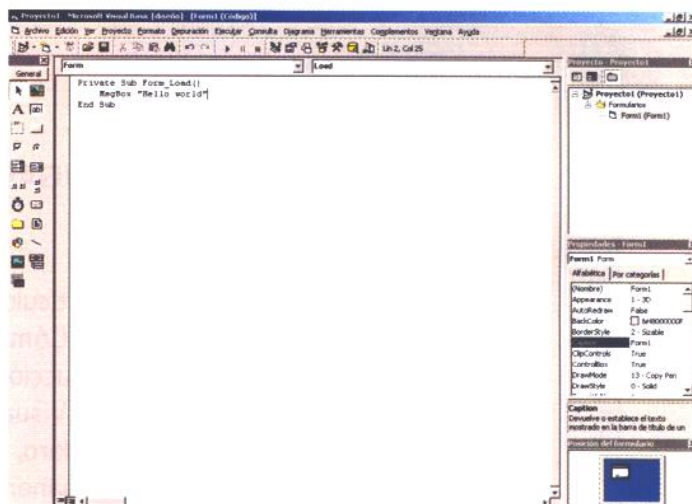 Proyecto1 - Microsoft Visual Basic [diseño] - [Form1 (Código)]
Archivo Edición Ver Proyecto Formato Depuración Ejecutar Consulta Diagrama Herramientas Complementos Ventana Ayuda
Lín 2, Col 25
General
Form
Load
Private Sub Form_Load()
MsgBox "Hello world"
End Sub
Proyecto - Proyecto1
Proyecto1 (Proyecto1)
Formularios
Form1 (Form1)
Propiedades - Form1
Form1 Form
Alfabética Por categorías
(Nombre) Form1
Appearance 1 - 3D
AutoRedraw False
BackColor &H8000000F
BorderStyle 2 - Sizable
Caption Form1
ClipControls True
ControlBox True
DrawMode 13 - Copy Pen
DrawStyle 0 - Solid
Caption
Devuelve o establece el texto
mostrado en la barra de título de un
Posición del formulario